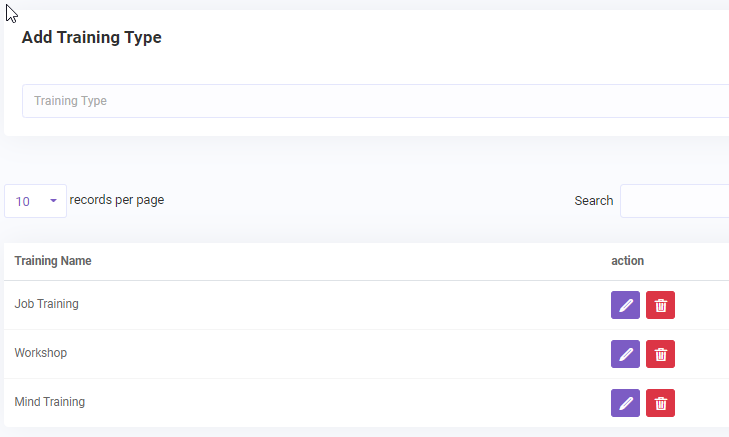 Add Training Type
Training Type
10 records per page
Search
Training Name action
Job Training
Workshop
Mind Training